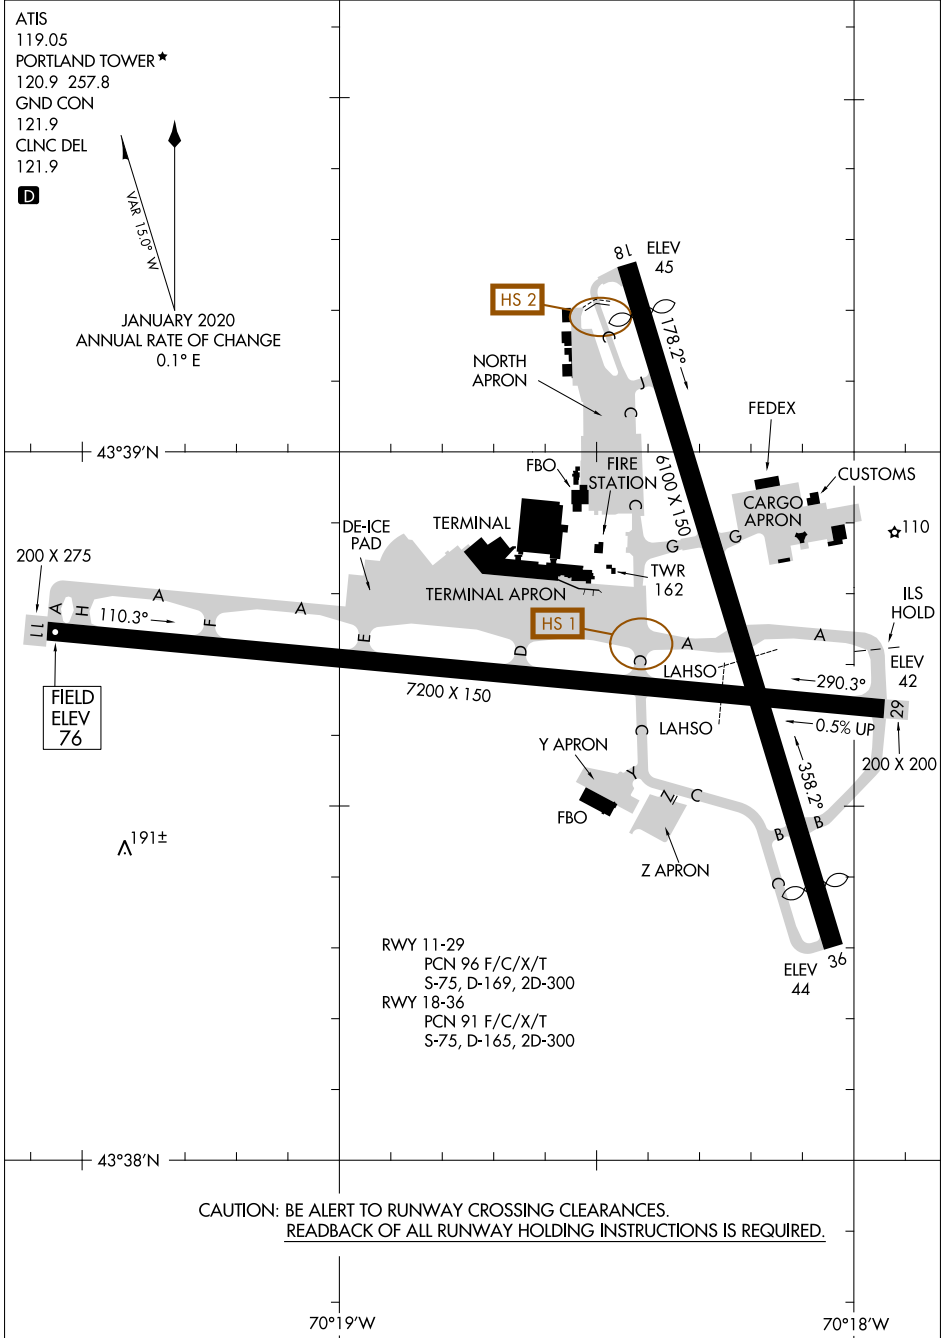 ATIS
119.05
PORTLAND TOWER★
120.9 257.8
GND CON
121.9
CLNC DEL
121.9
D
VAR 15.0° W
JANUARY 2020
ANNUAL RATE OF CHANGE
0.1° E
18
ELEV
45
HS 2
C
178.2°
J
C
NORTH
APRON
FEDEX
43°39'N
FBO
FIRE
STATION
6100 X 150
CUSTOMS
CARGO
APRON
C
DE-ICE
PAD
TERMINAL
G
G
110
200 X 275
TWR
162
ILS
HOLD
TERMINAL APRON
A
A
H
110.3°
F
A
E
11
HS 1
D
C
A
A
LAHSO
ELEV
42
290.3°
FIELD
ELEV
76
7200 X 150
29
LAHSO
0.5% UP
C
200 X 200
Y APRON
Y
Z
C
358.2°
FBO
B
B
191±
Z APRON
C
RWY 11-29
PCN 96 F/C/X/T
S-75, D-169, 2D-300
RWY 18-36
PCN 91 F/C/X/T
S-75, D-165, 2D-300
36
ELEV
44
43°38'N
CAUTION: BE ALERT TO RUNWAY CROSSING CLEARANCES.
READBACK OF ALL RUNWAY HOLDING INSTRUCTIONS IS REQUIRED.
70°19'W
70°18'W